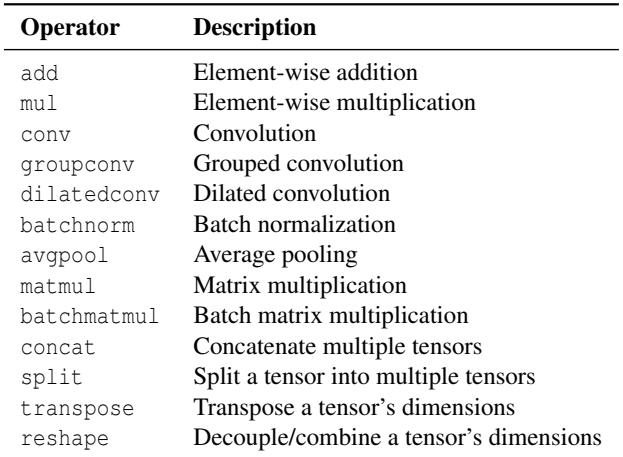 Operator Description
add Element-wise addition
mul Element-wise multiplication
conv Convolution
groupconv Grouped convolution
dilatedconv Dilated convolution
batchnorm Batch normalization
avgpool Average pooling
matmul Matrix multiplication
batchmatmul Batch matrix multiplication
concat Concatenate multiple tensors
split Split a tensor into multiple tensors
transpose Transpose a tensor's dimensions
reshape Decouple/combine a tensor's dimensions